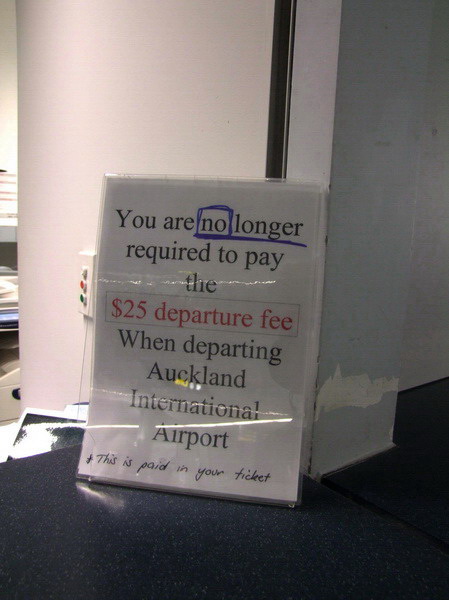 You are no longer
required to pay
the
$25 departure fee
When departing
Auckland
International
Airport
* This is paid in your ticket